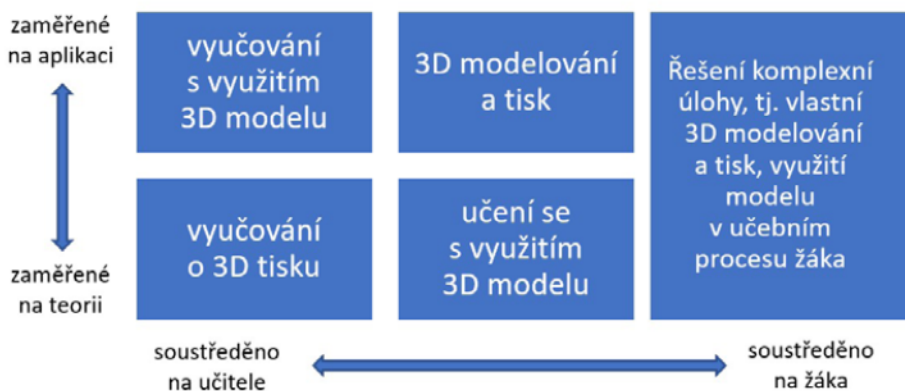 zaměřené
na aplikaci
vyučování
s využitím
3D modelu
3D modelování
a tisk
Řešení komplexní
úlohy, tj. vlastní
3D modelování
a tisk, využití
modelu
v učebním
procesu žáka
vyučování
o 3D tisku
učení se
s využitím
3D modelu
zaměřené
na teorii
soustředěno
na učitele
soustředěno
na žáka